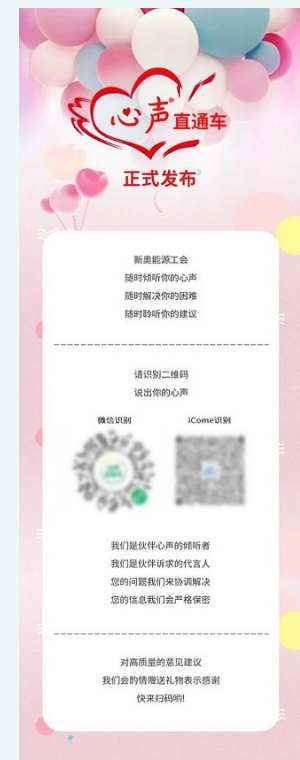 心声直通车
正式发布
新奥能源工会
随时倾听你的心声
随时解决你的困难
随时聆听你的建议
请识别二维码
说出你的心声
微信识别 iCome识别
我们是伙伴心声的倾听者
我们是伙伴诉求的代言人
您的问题我们来协调解决
您的信息我们会严格保密
对高质量的意见建议
我们会酌情赠送礼物表示感谢
快来扫码哟!